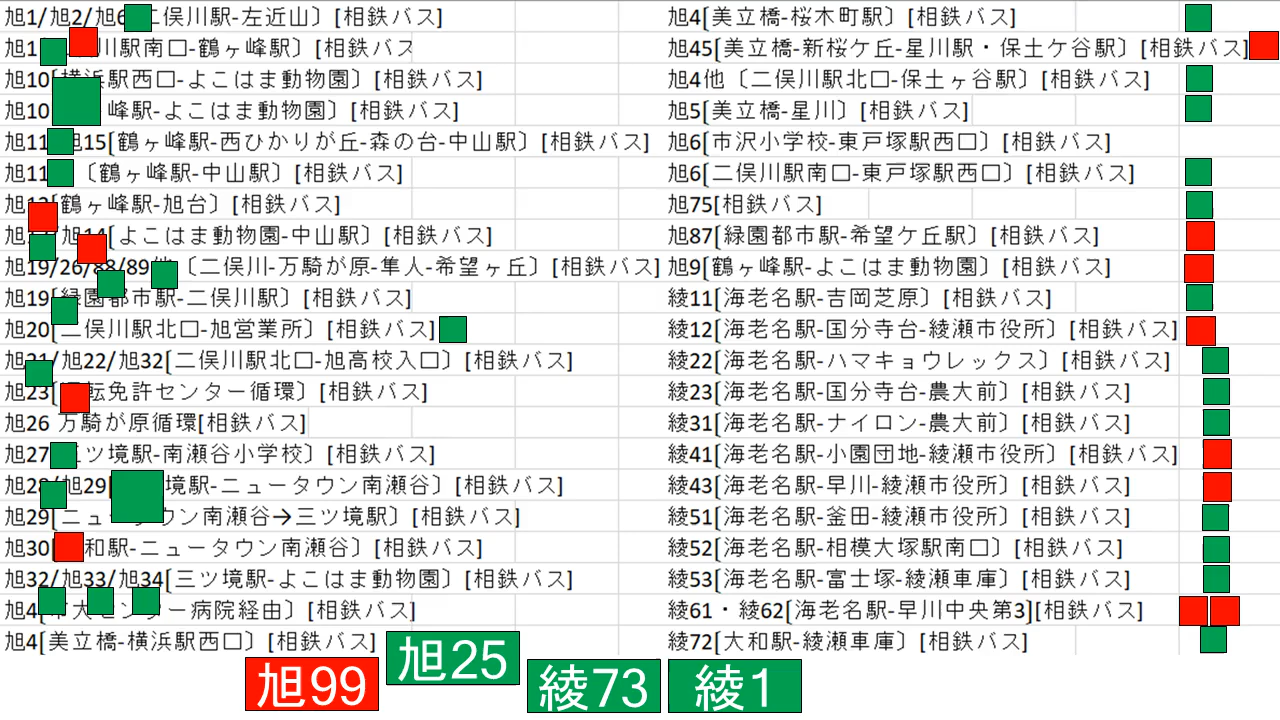 旭1/旭2/旭6 二俣川駅-左近山〕[相鉄バス]
旭1 川駅南口-鶴ヶ峰駅〕[相鉄バス
旭10 横浜駅西口-よこはま動物園〕[相鉄バス]
旭10 峰駅-よこはま動物園〕[相鉄バス]
旭11 旭15[鶴ヶ峰駅-西ひかりが丘-森の台-中山駅〕[相鉄バス]
旭11 〔鶴ヶ峰駅-中山駅〕[相鉄バス]
旭12[鶴ヶ峰駅-旭台〕[相鉄バス]
旭 旭14[よこはま動物園-中山駅〕[相鉄バス]
旭19/26/88/89他〔二俣川-万騎が原-隼人-希望ヶ丘〕[相鉄バス]
旭19[緑園都市駅-二俣川駅〕[相鉄バス]
旭20[二俣川駅北口-旭営業所〕[相鉄バス]
旭21/旭22/旭32[二俣川駅北口-旭高校入口〕[相鉄バス]
旭23[運転免許センター循環〕[相鉄バス]
旭26 万騎が原循環[相鉄バス]
旭27 三ツ境駅-南瀬谷小学校〕[相鉄バス]
旭28/旭29 境駅-ニュータウン南瀬谷〕[相鉄バス]
旭29[ニュータウン南瀬谷→三ツ境駅〕[相鉄バス]
旭30 和駅-ニュータウン南瀬谷〕[相鉄バス]
旭32/旭33/旭34[三ツ境駅-よこはま動物園〕[相鉄バス]
旭4[市大センター病院経由〕[相鉄バス]
旭4[美立橋-横浜駅西口〕[相鉄バス]
旭4[美立橋-桜木町駅〕[相鉄バス]
旭45[美立橋-新桜ケ丘-星川駅・保土ケ谷駅〕[相鉄バス]
旭4他〔二俣川駅北口-保土ヶ谷駅〕[相鉄バス]
旭5[美立橋-星川〕[相鉄バス]
旭6[市沢小学校-東戸塚駅西口〕[相鉄バス]
旭6[二俣川駅南口-東戸塚駅西口〕[相鉄バス]
旭75[相鉄バス]
旭87[緑園都市駅-希望ケ丘駅〕[相鉄バス]
旭9[鶴ヶ峰駅-よこはま動物園〕[相鉄バス]
綾11[海老名駅-吉岡芝原〕[相鉄バス]
綾12[海老名駅-国分寺台-綾瀬市役所〕[相鉄バス]
綾22[海老名駅-ハマキョウレックス〕[相鉄バス]
綾23[海老名駅-国分寺台-農大前〕[相鉄バス]
綾31[海老名駅-ナイロン-農大前〕[相鉄バス]
綾41[海老名駅-小園団地-綾瀬市役所〕[相鉄バス]
綾43[海老名駅-早川-綾瀬市役所〕[相鉄バス]
綾51[海老名駅-釜田-綾瀬市役所〕[相鉄バス]
綾52[海老名駅-相模大塚駅南口〕[相鉄バス]
綾53[海老名駅-富士塚-綾瀬車庫〕[相鉄バス]
綾61・綾62[海老名駅-早川中央第3][相鉄バス]
綾72[大和駅-綾瀬車庫〕[相鉄バス]
旭99
旭25
綾73
綾1